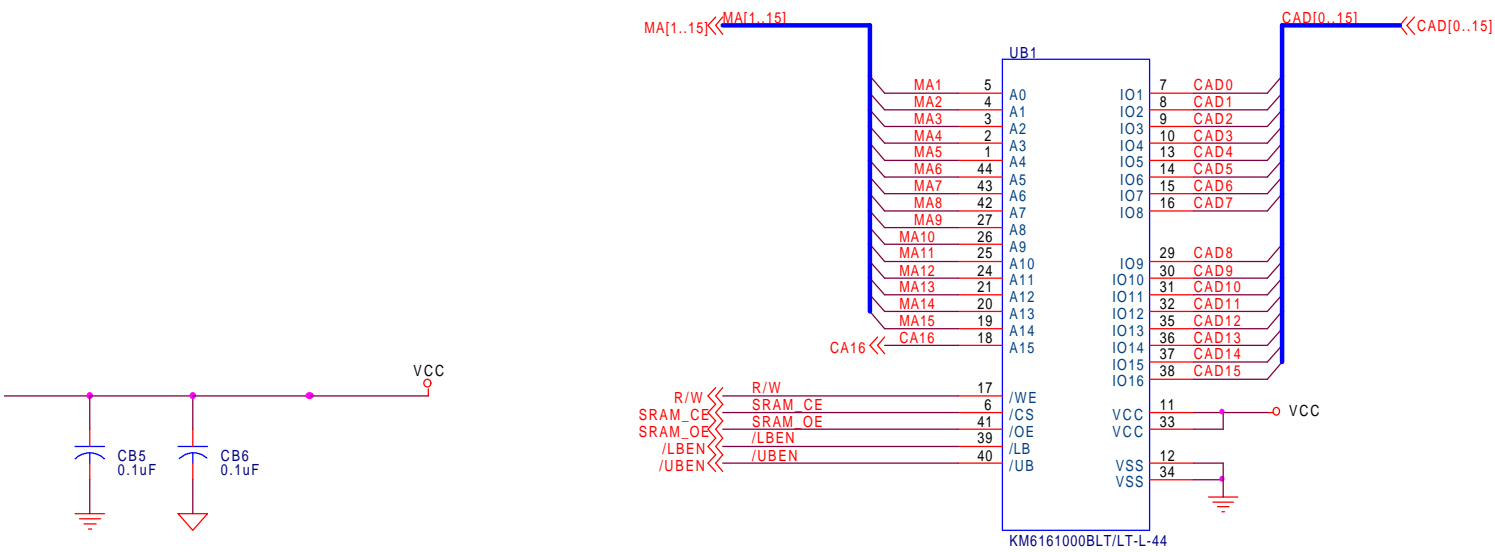 MA[1..15] MA[1..15] CAD[0..15] CAD[0..15]
UB1
MA1 5 A0 IO1 7 CAD0
MA2 4 A1 IO2 8 CAD1
MA3 3 A2 IO3 9 CAD2
MA4 2 A3 IO4 10 CAD3
MA5 1 A4 IO5 13 CAD4
MA6 44 A5 IO6 14 CAD5
MA7 43 A6 IO7 15 CAD6
MA8 42 A7 IO8 16 CAD7
MA9 27 A8
MA10 26 A9
MA11 25 A10 IO9 29 CAD8
MA12 24 A11 IO10 30 CAD9
MA13 21 A12 IO11 31 CAD10
MA14 20 A13 IO12 32 CAD11
MA15 19 A14 IO13 35 CAD12
CA16 CA16 18 A15 IO14 36 CAD13
IO15 37 CAD14
IO16 38 CAD15
R/W R/W 17 /WE
SRAM_CE SRAM_CE 6 /CS VCC 11 VCC
SRAM_OE SRAM_OE 41 /OE VCC 33
/LBEN /LBEN 39 /LB
/UBEN /UBEN 40 /UB VSS 12
VSS 34
KM6161000BLT/LT-L-44
VCC
CB5 CB6
0.1uF 0.1uF